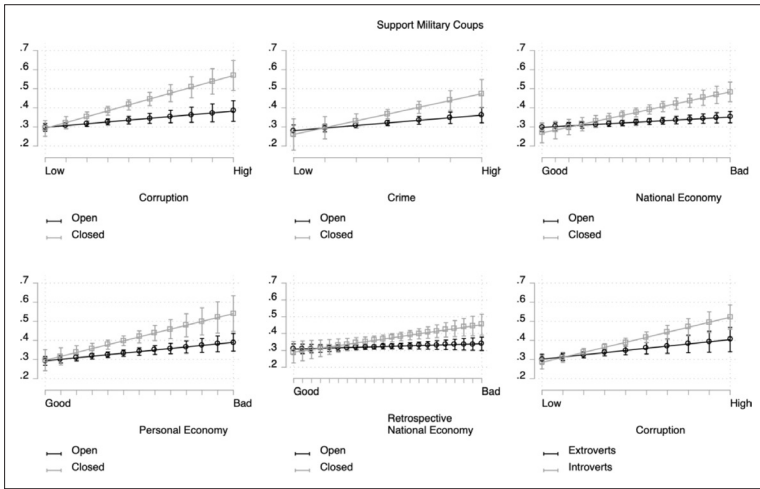 Support Military Coups
.7
.6
.5
.4
.3
.2
Low
High
Corruption
Open
Closed
.7
.6
.5
.4
.3
.2
Low
High
Crime
Open
Closed
.7
.6
.5
.4
.3
.2
Good
Bad
National Economy
Open
Closed
.7
.6
.5
.4
.3
.2
Good
Bad
Personal Economy
Open
Closed
.7
.6
.5
.4
.3
.2
Good
Bad
Retrospective
National Economy
Open
Closed
.7
.6
.5
.4
.3
.2
Low
High
Corruption
Extroverts
Introverts